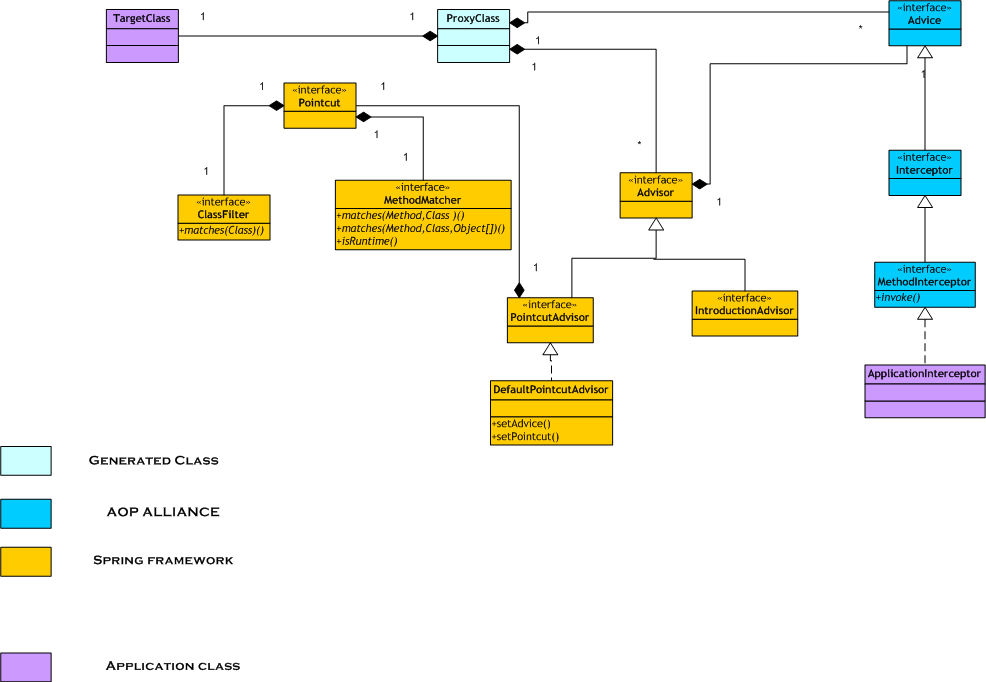 TargetClass
1
1
ProxyClass
«interface»
Advice
*
1
1
1
«interface»
Pointcut
1
1
1
1
1
*
«interface»
Interceptor
«interface»
ClassFilter
+matches(Class)()
«interface»
MethodMatcher
+matches(Method,Class )()
+matches(Method,Class,Object[])()
+isRuntime()
«interface»
Advisor
1
1
«interface»
MethodInterceptor
+invoke()
«interface»
PointcutAdvisor
«interface»
IntroductionAdvisor
ApplicationInterceptor
DefaultPointcutAdvisor
+setAdvice()
+setPointcut()
Generated Class
AOP ALLIANCE
Spring framework
Application class